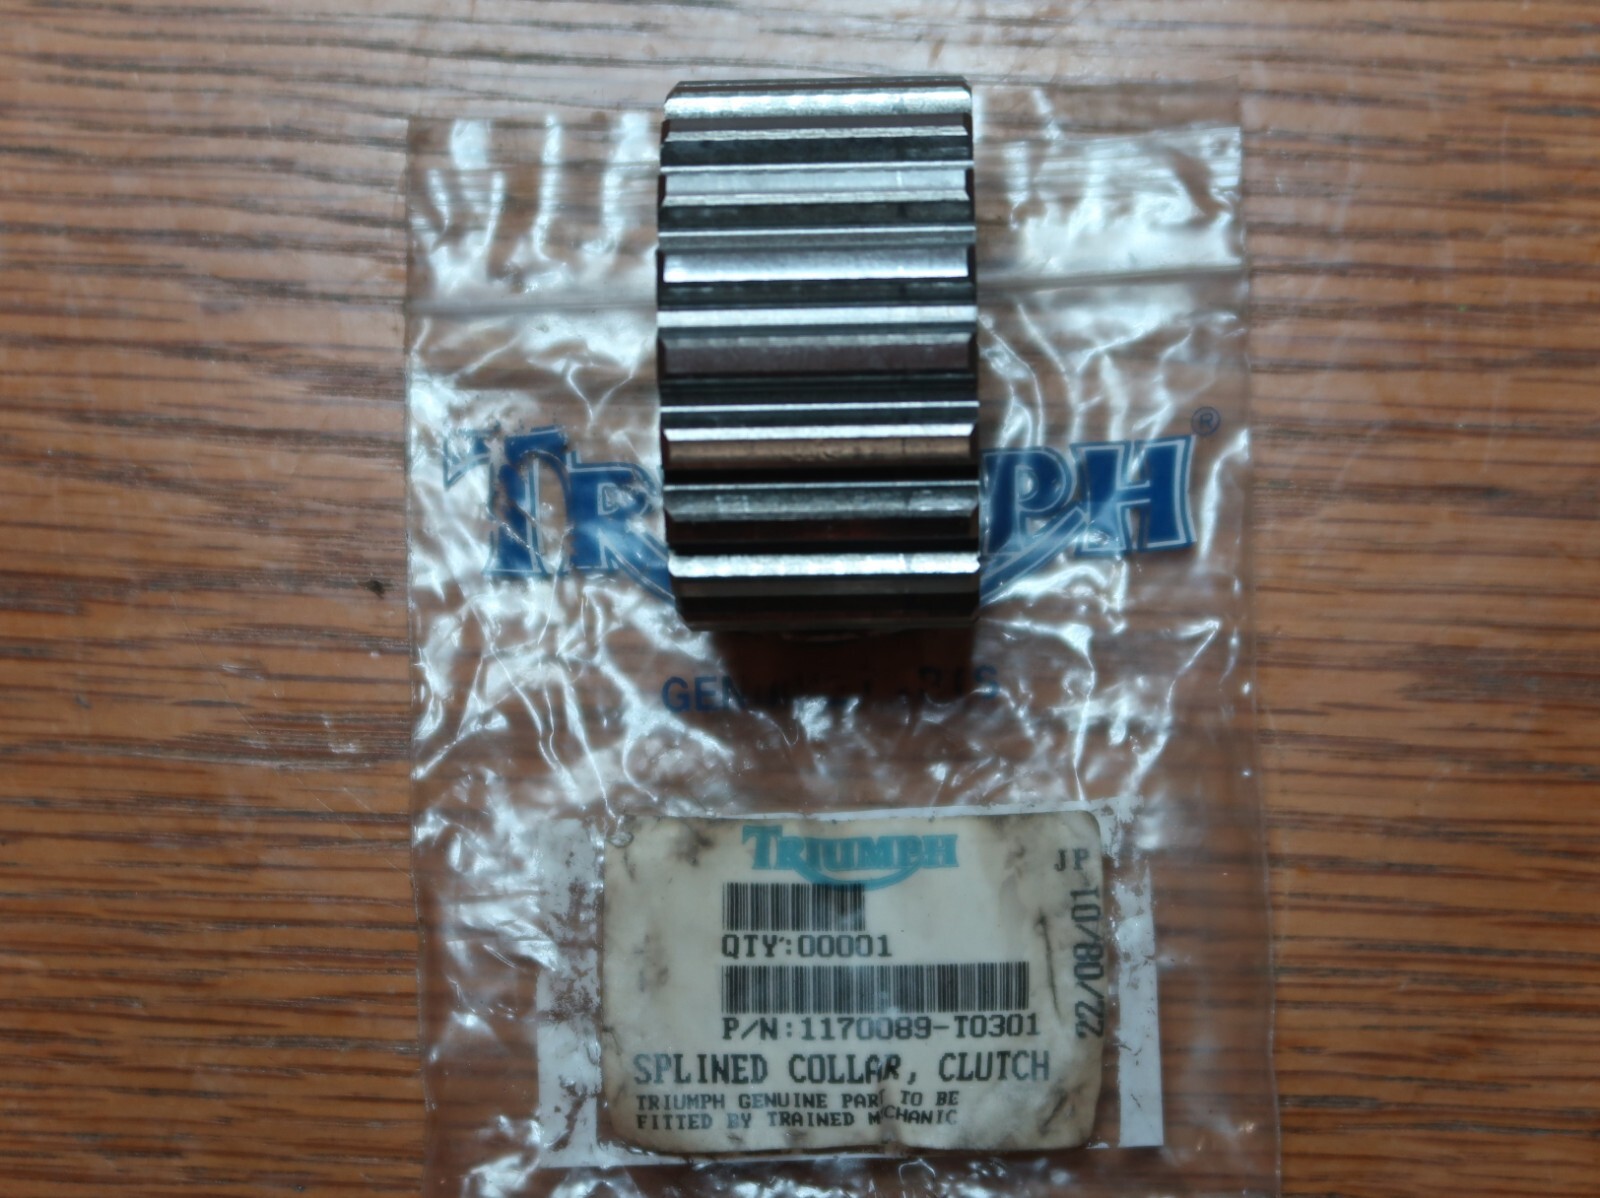 TRIUMPH
QTY:00001
P/N:1170089-T0301
SPLINED COLLAR, CLUTCH
TRIUMPH GENUINE PART TO BE
FITTED BY TRAINED MECHANIC
JP
22/08/01